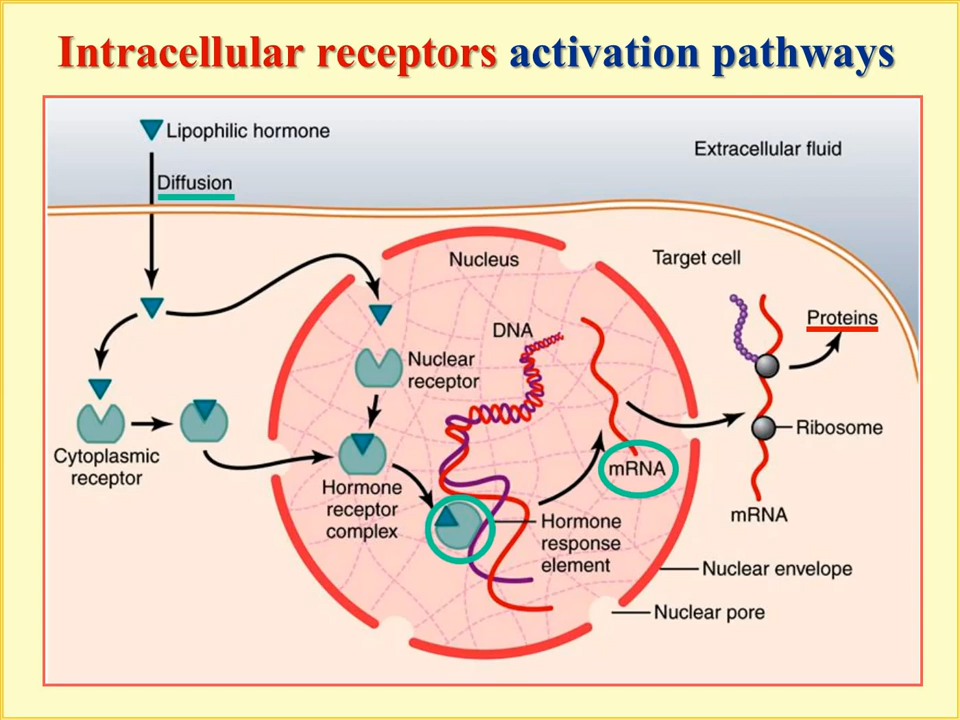 Intracellular receptors activation pathways
Lipophilic hormone
Extracellular fluid
Diffusion
Nucleus
Target cell
Proteins
DNA
Nuclear
receptor
Ribosome
Cytoplasmic
receptor
mRNA
Hormone
receptor
complex
mRNA
Hormone
response
element
Nuclear envelope
Nuclear pore